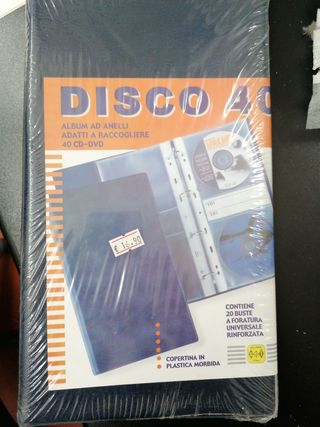 DISCO 40
ALBUM AD ANELLI
ADATTI A RACCOGLIERE
40 CD-DVD
€ 16,90
CONTIENE
20 BUSTE
A FORATURA
UNIVERSALE
RINFORZATA
COPERTINA IN
PLASTICA MORBIDA